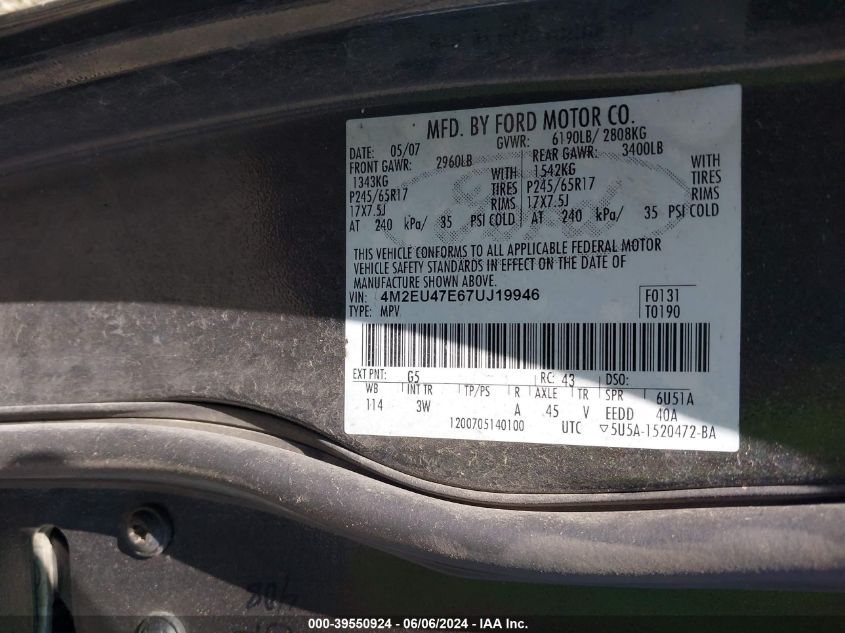 MFD. BY FORD MOTOR CO.
DATE: 05/07 GVWR: 6190LB/ 2808KG
FRONT GAWR: 2960LB REAR GAWR: 3400LB
1343KG WITH 1542KG WITH
P245/65R17 TIRES P245/65R17 TIRES
17X7.5J RIMS 17X7.5J RIMS
AT 240 kPa/ 35 PSI COLD AT 240 kPa/ 35 PSI COLD
THIS VEHICLE CONFORMS TO ALL APPLICABLE FEDERAL MOTOR
VEHICLE SAFETY STANDARDS IN EFFECT ON THE DATE OF
MANUFACTURE SHOWN ABOVE.
VIN: 4M2EU47E67UJ19946 F0131
TYPE: MPV T0190
EXT PNT: G5 RC: 43 DSO:
WB INT TR TP/PS R AXLE TR SPR 6U51A
114 3W A 45 V EEDD 40A
1200705140100 UTC ▽5U5A-1520472-BA
000-39550924 - 06/06/2024 - IAA Inc.